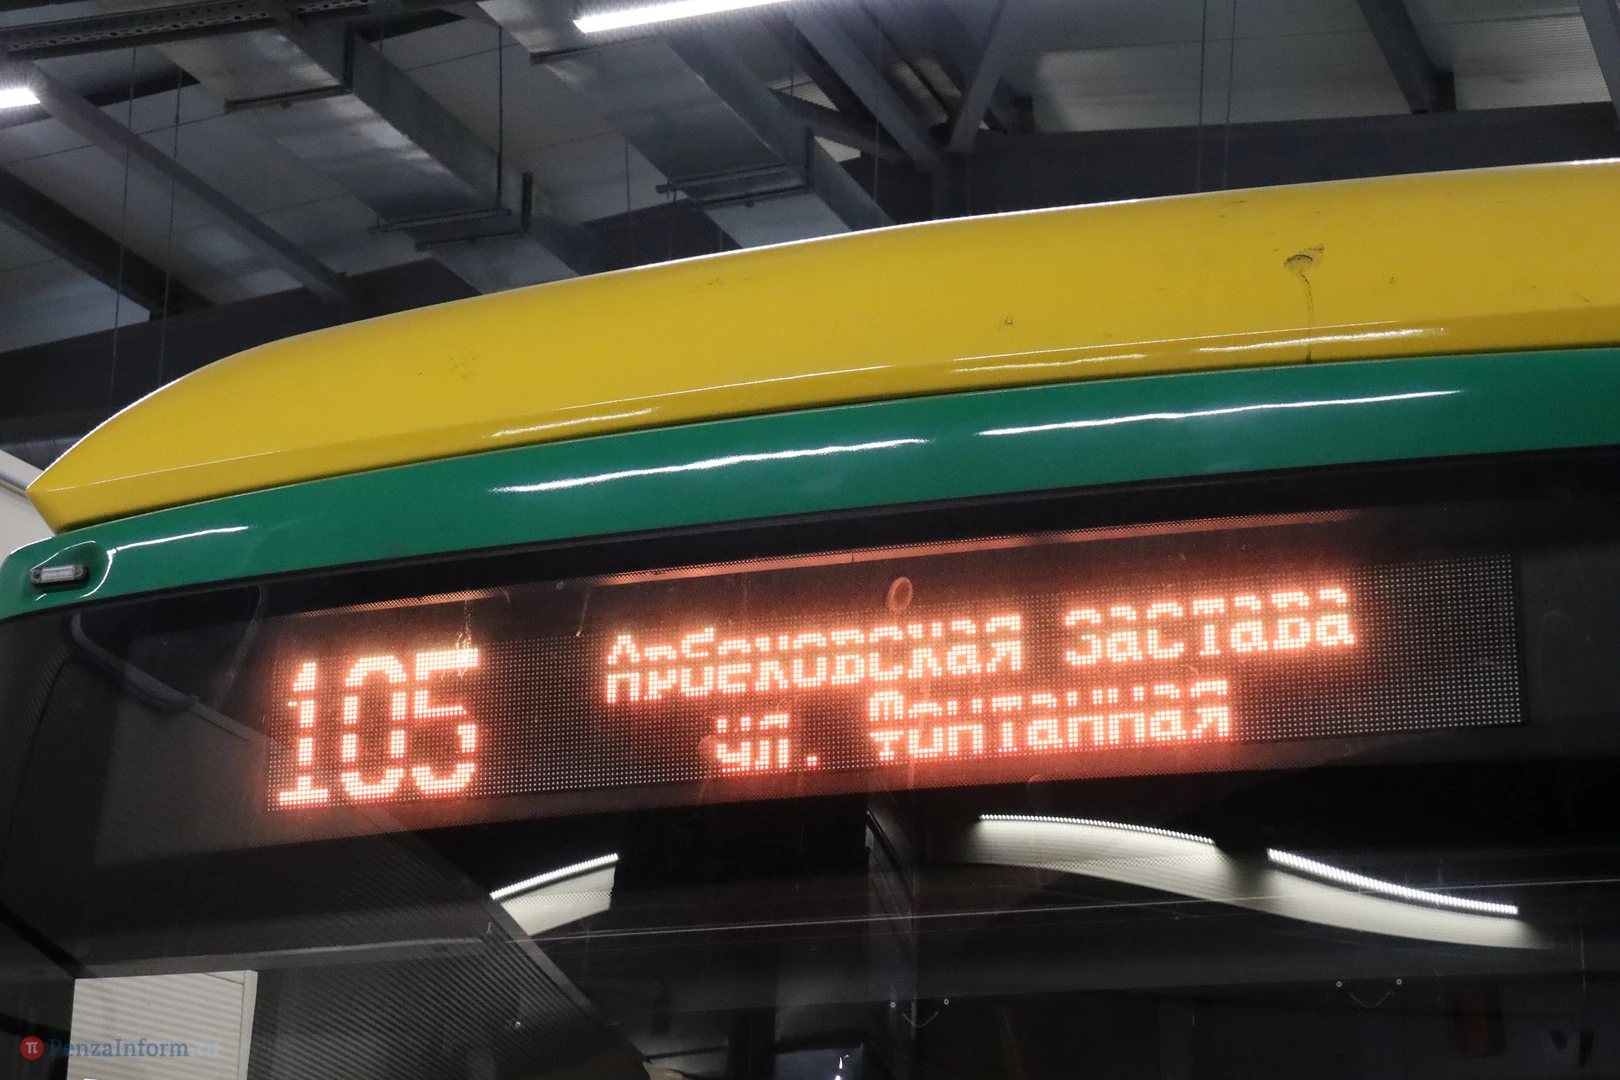 105
Арбековская Застава
ул. Фонтанная
PenzaInform.ru